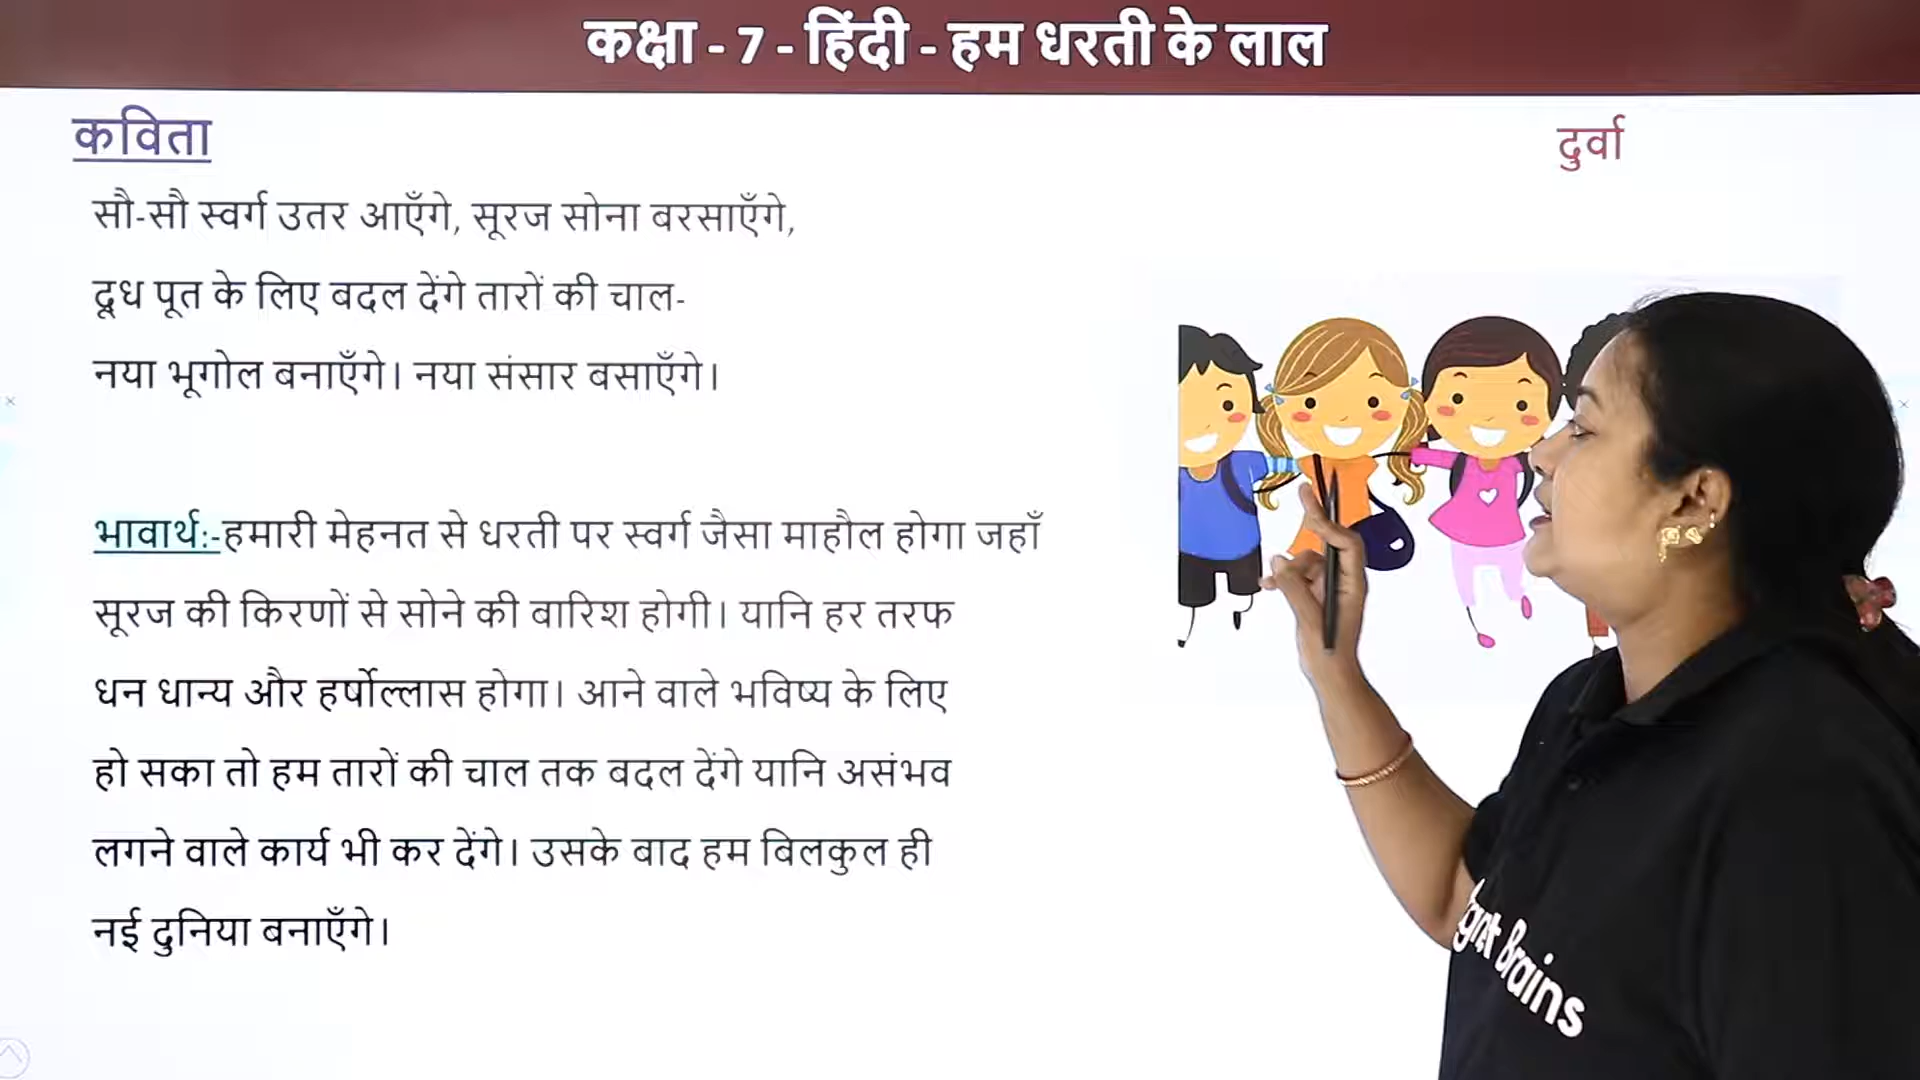 कक्षा - 7 - हिंदी - हम धरती के लाल
कविता
दुर्वा
सौ-सौ स्वर्ग उतर आएँगे, सूरज सोना बरसाएँगे,
दूध पूत के लिए बदल देंगे तारों की चाल-
नया भूगोल बनाएँगे। नया संसार बसाएँगे।
भावार्थ:-हमारी मेहनत से धरती पर स्वर्ग जैसा माहौल होगा जहाँ
सूरज की किरणों से सोने की बारिश होगी। यानि हर तरफ
धन धान्य और हर्षोल्लास होगा। आने वाले भविष्य के लिए
हो सका तो हम तारों की चाल तक बदल देंगे यानि असंभव
लगने वाले कार्य भी कर देंगे। उसके बाद हम बिलकुल ही
नई दुनिया बनाएँगे।
Brains